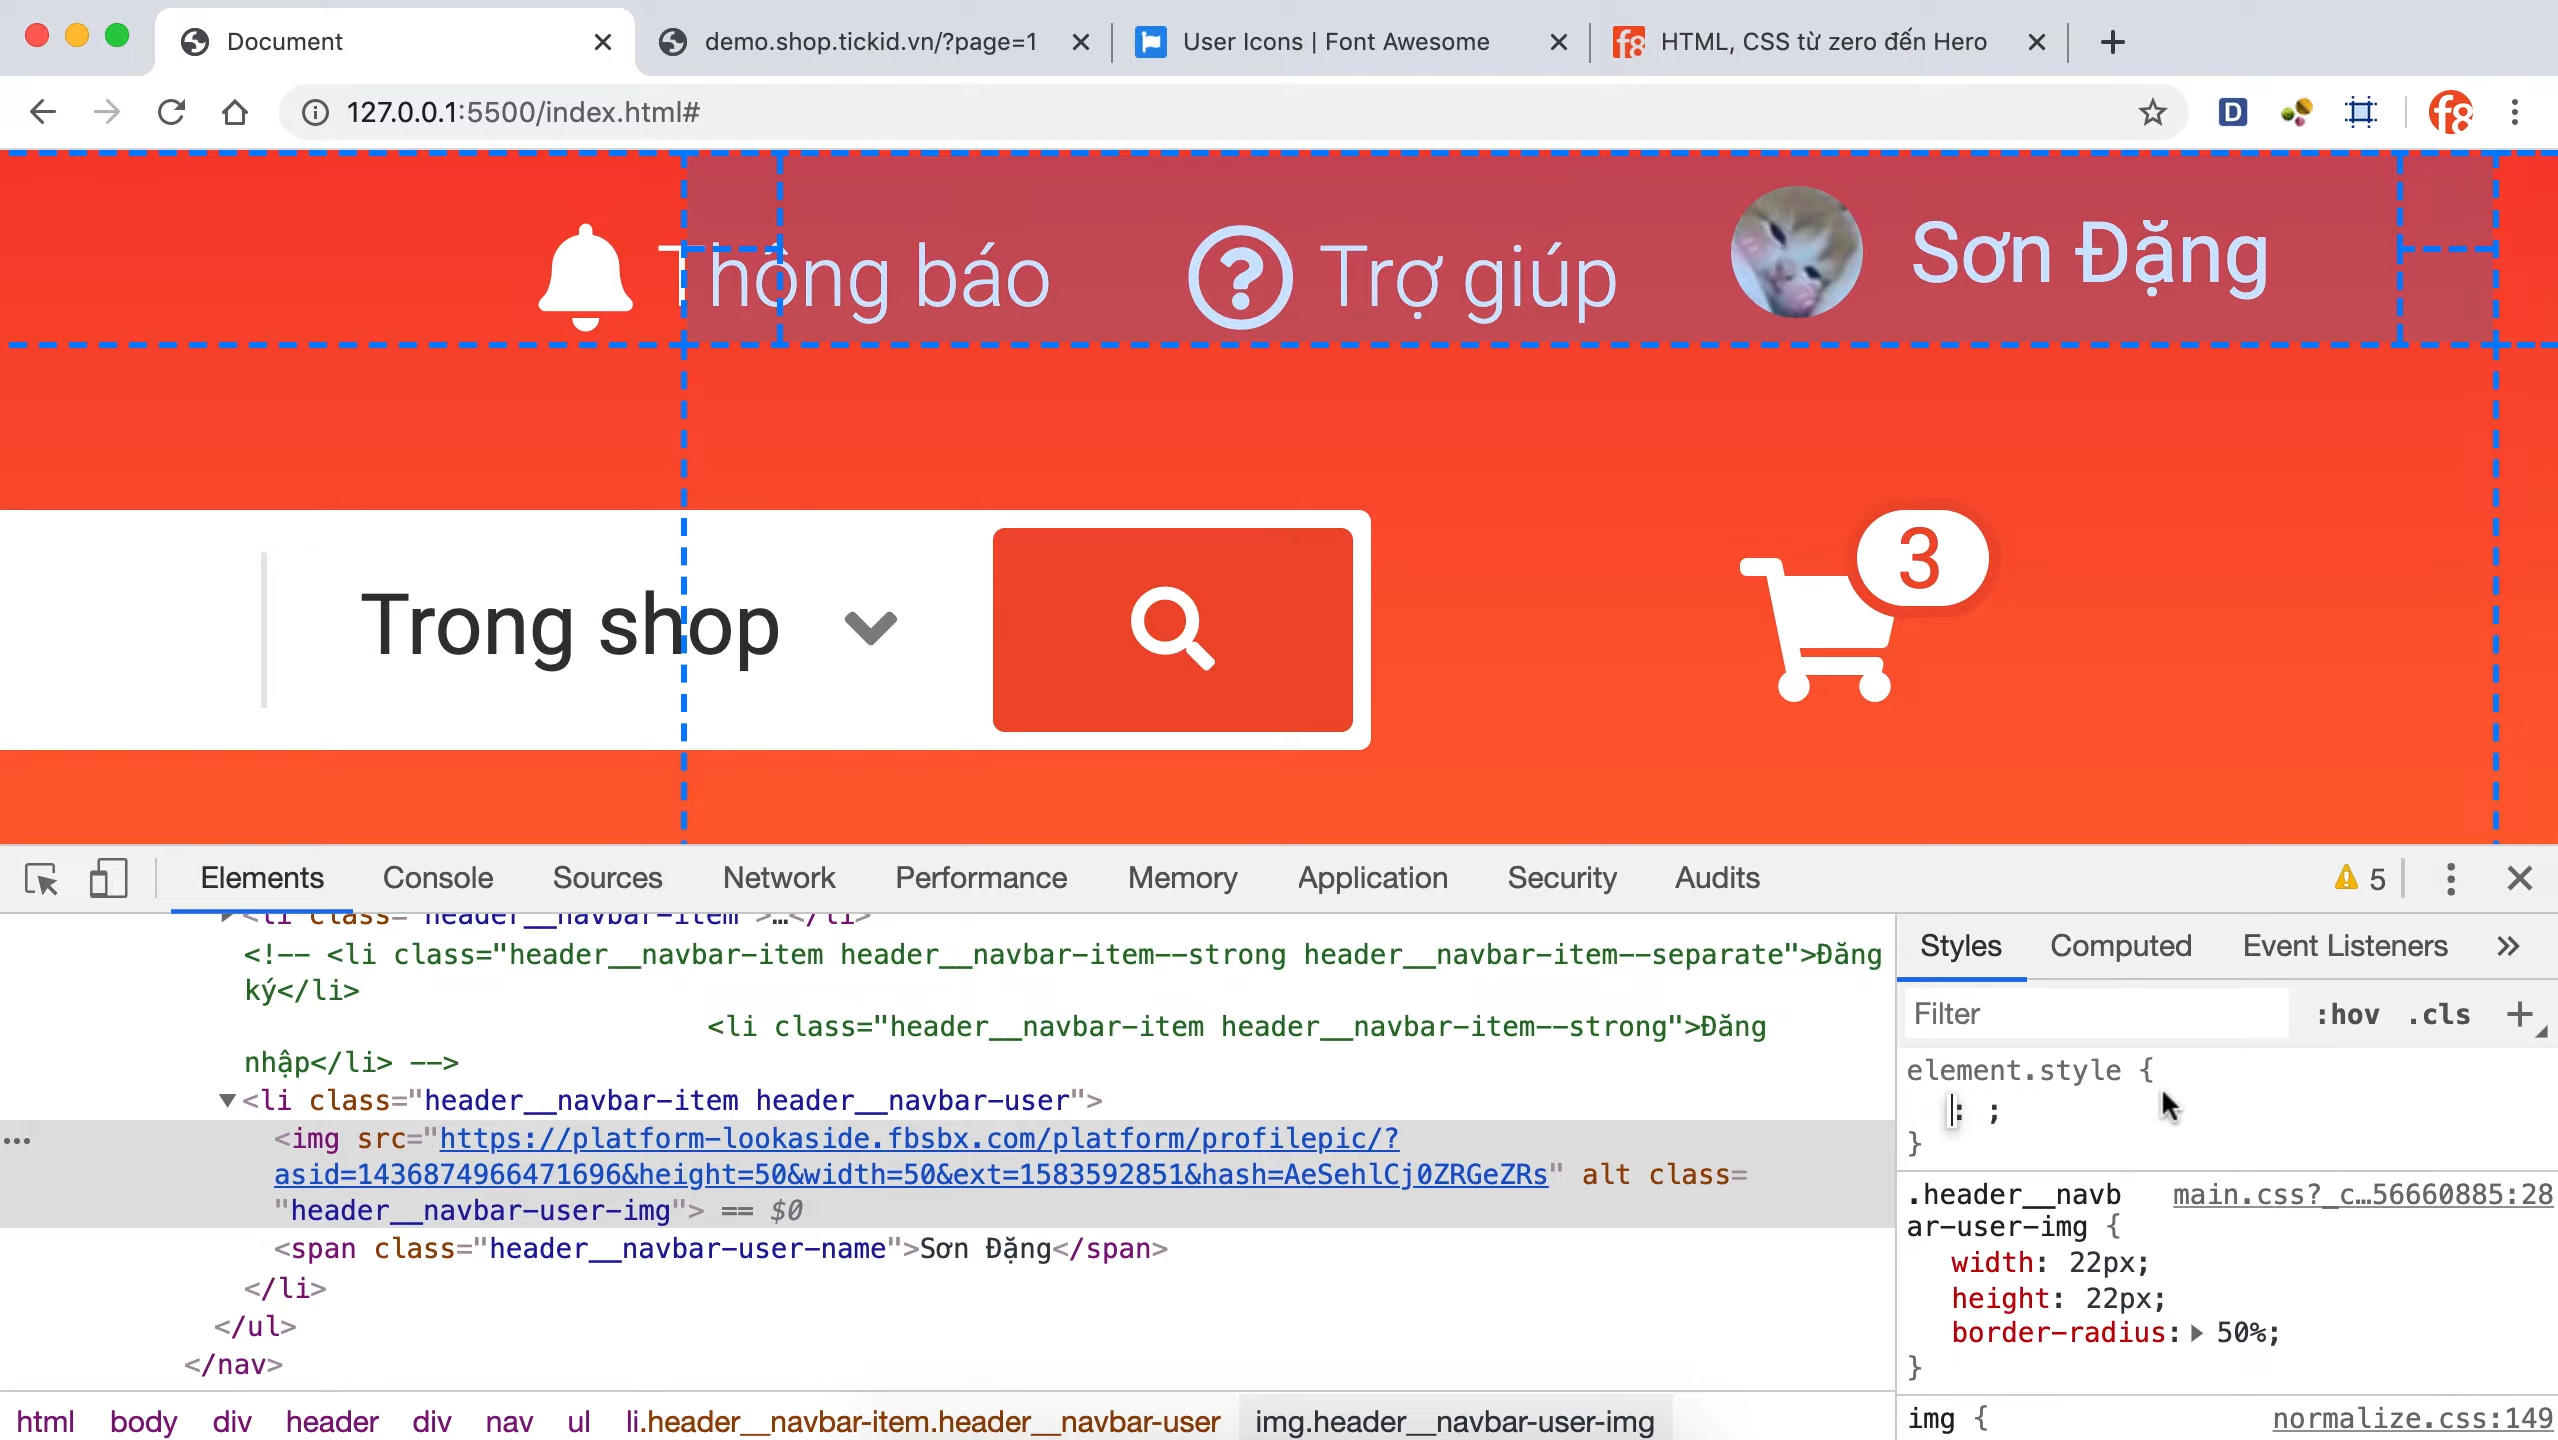 Document
demo.shop.tickid.vn/?page=1
User Icons | Font Awesome
f8 HTML, CSS từ zero đến Hero
127.0.0.1:5500/index.html#
D
f8
Thông báo
Trợ giúp
Sơn Đặng
Trong shop
3
Elements Console Sources Network Performance Memory Application Security Audits
5
<li class="header__navbar-item">…</li>
<!-- <li class="header__navbar-item header__navbar-item--strong header__navbar-item--separate">Đăng
ký</li>
<li class="header__navbar-item header__navbar-item--strong">Đăng
nhập</li> -->
<li class="header__navbar-item header__navbar-user">
<img src="https://platform-lookaside.fbsbx.com/platform/profilepic/?
asid=1436874966471696&height=50&width=50&ext=1583592851&hash=AeSehlCj0ZRGeZRs" alt class=
"header__navbar-user-img"> == $0
<span class="header__navbar-user-name">Sơn Đặng</span>
</li>
</ul>
</nav>
html body div header div nav ul li.header__navbar-item.header__navbar-user img.header__navbar-user-img
Styles Computed Event Listeners »
Filter :hov .cls +
element.style {
: ;
}
.header__navb main.css?_c…56660885:28
ar-user-img {
width: 22px;
height: 22px;
border-radius: 50%;
}
img { normalize.css:149